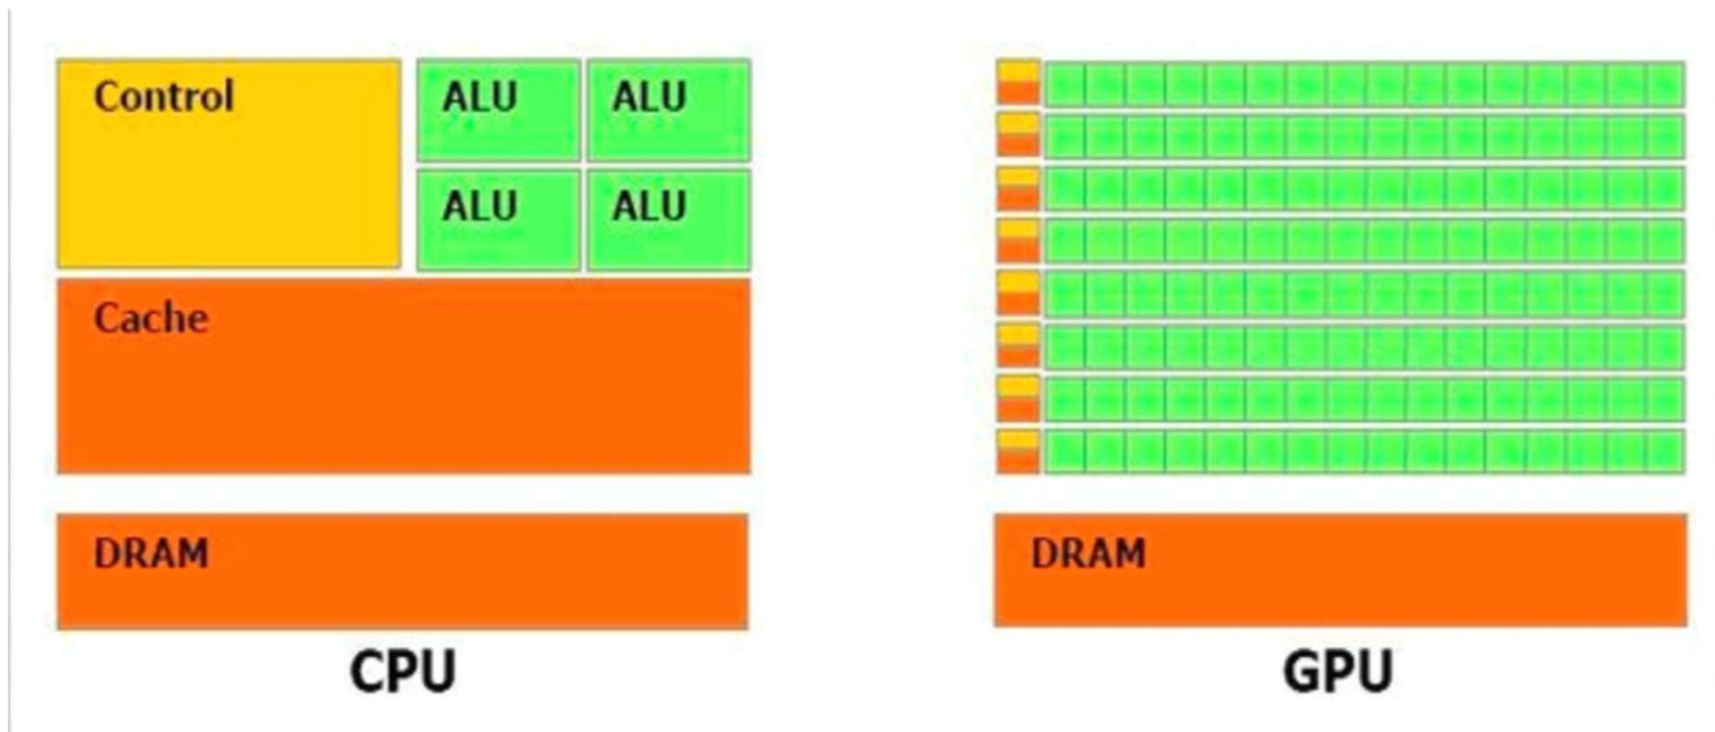 Control
ALU ALU
ALU ALU
Cache
DRAM
CPU
DRAM
GPU